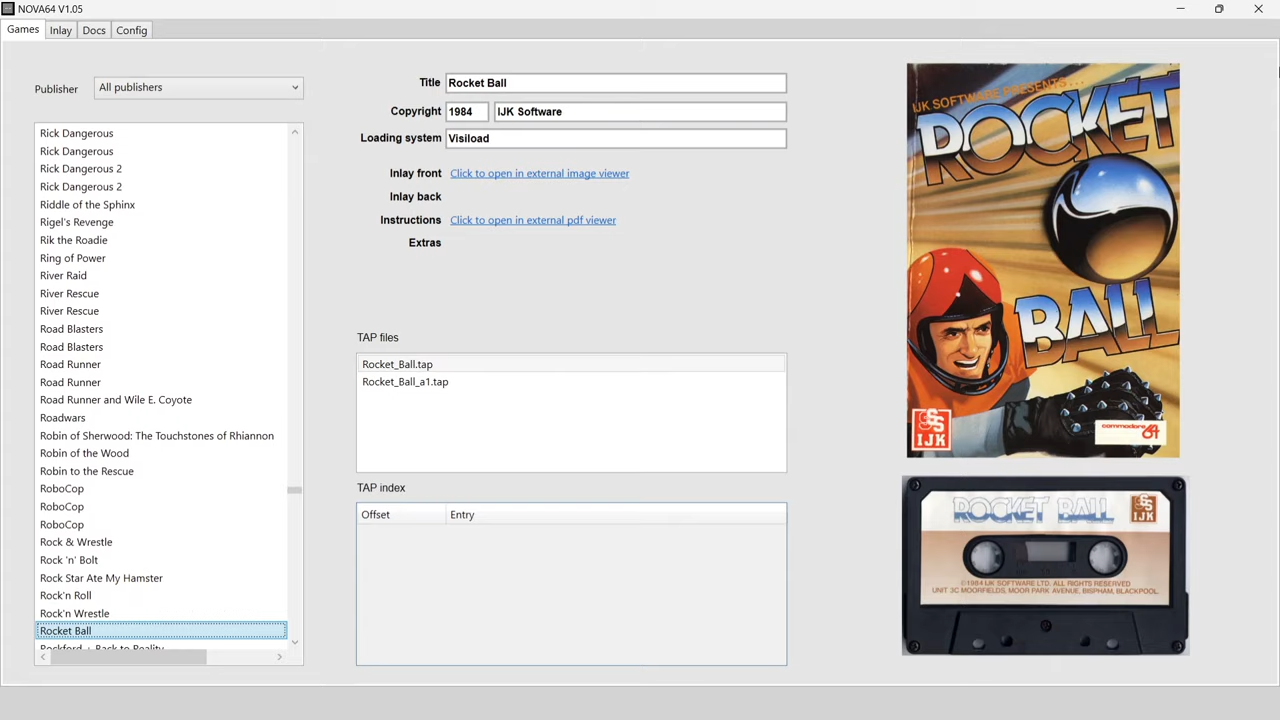 NOVA64 V1.05
Games Inlay Docs Config
Publisher All publishers
Rick Dangerous
Rick Dangerous
Rick Dangerous 2
Rick Dangerous 2
Riddle of the Sphinx
Rigel's Revenge
Rik the Roadie
Ring of Power
River Raid
River Rescue
River Rescue
Road Blasters
Road Blasters
Road Runner
Road Runner
Road Runner and Wile E. Coyote
Roadwars
Robin of Sherwood: The Touchstones of Rhiannon
Robin of the Wood
Robin to the Rescue
RoboCop
RoboCop
RoboCop
Rock & Wrestle
Rock 'n' Bolt
Rock Star Ate My Hamster
Rock'n Roll
Rock'n Wrestle
Rocket Ball
Rockford + Back to Reality
Title Rocket Ball
Copyright 1984 IJK Software
Loading system Visiload
Inlay front Click to open in external image viewer
Inlay back
Instructions Click to open in external pdf viewer
Extras
TAP files
Rocket_Ball.tap
Rocket_Ball_a1.tap
TAP index
Offset Entry
IJK SOFTWARE PRESENTS...
ROCKET
BALL
IJK
commodore 64
ROCKET BALL
IJK
©1984 IJK SOFTWARE LTD. ALL RIGHTS RESERVED
UNIT 3C MOORFIELDS, MOOR PARK AVENUE, BISPHAM, BLACKPOOL.